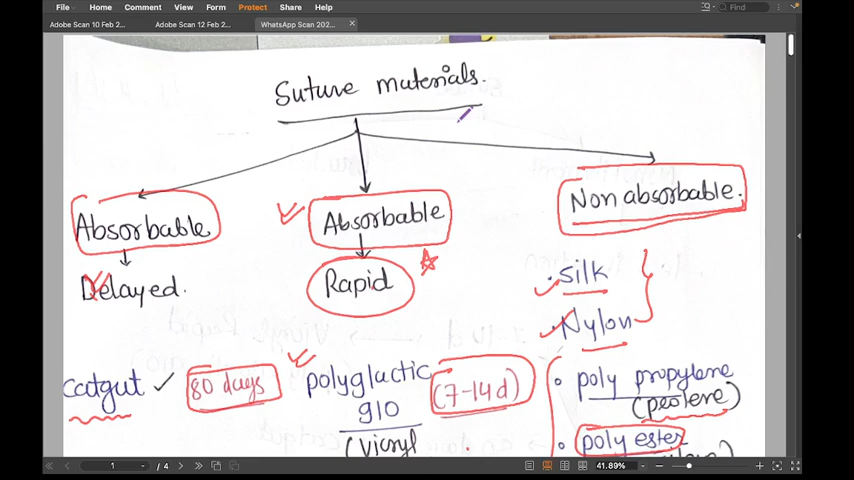 File Home Comment View Form Protect Share Help Find
Adobe Scan 10 Feb 2... Adobe Scan 12 Feb 2... WhatsApp Scan 202...
Suture materials.
Absorbable
Delayed.
Absorbable
Rapid
Non absorbable.
silk
Nylon
catgut
80 days
polyglactic
910
(vicryl
(7-14d)
poly propylene
(prolene)
poly ester
1 / 4 41.89%